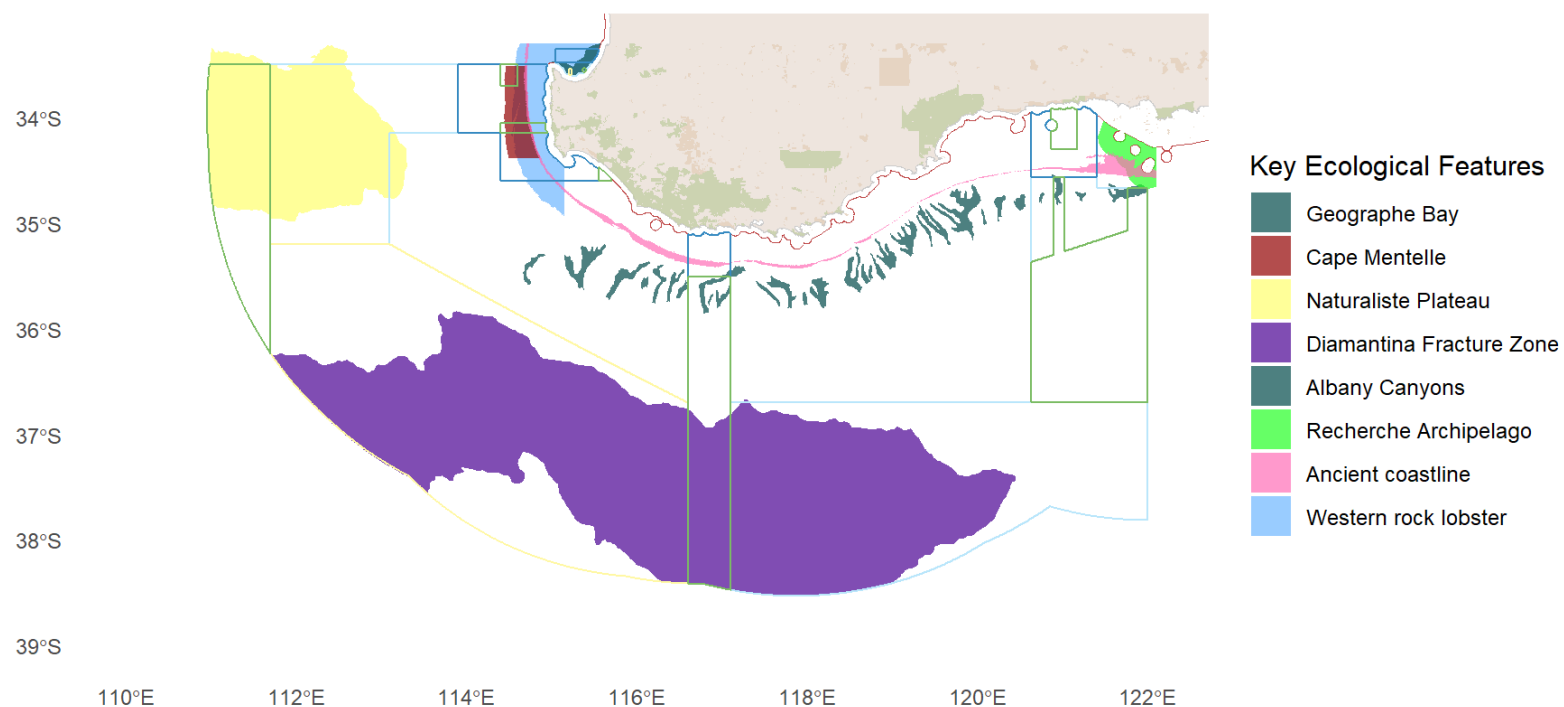 34°S
35°S
36°S
37°S
38°S
39°S
110°E 112°E 114°E 116°E 118°E 120°E 122°E
Key Ecological Features
Geographe Bay
Cape Mentelle
Naturaliste Plateau
Diamantina Fracture Zone
Albany Canyons
Recherche Archipelago
Ancient coastline
Western rock lobster